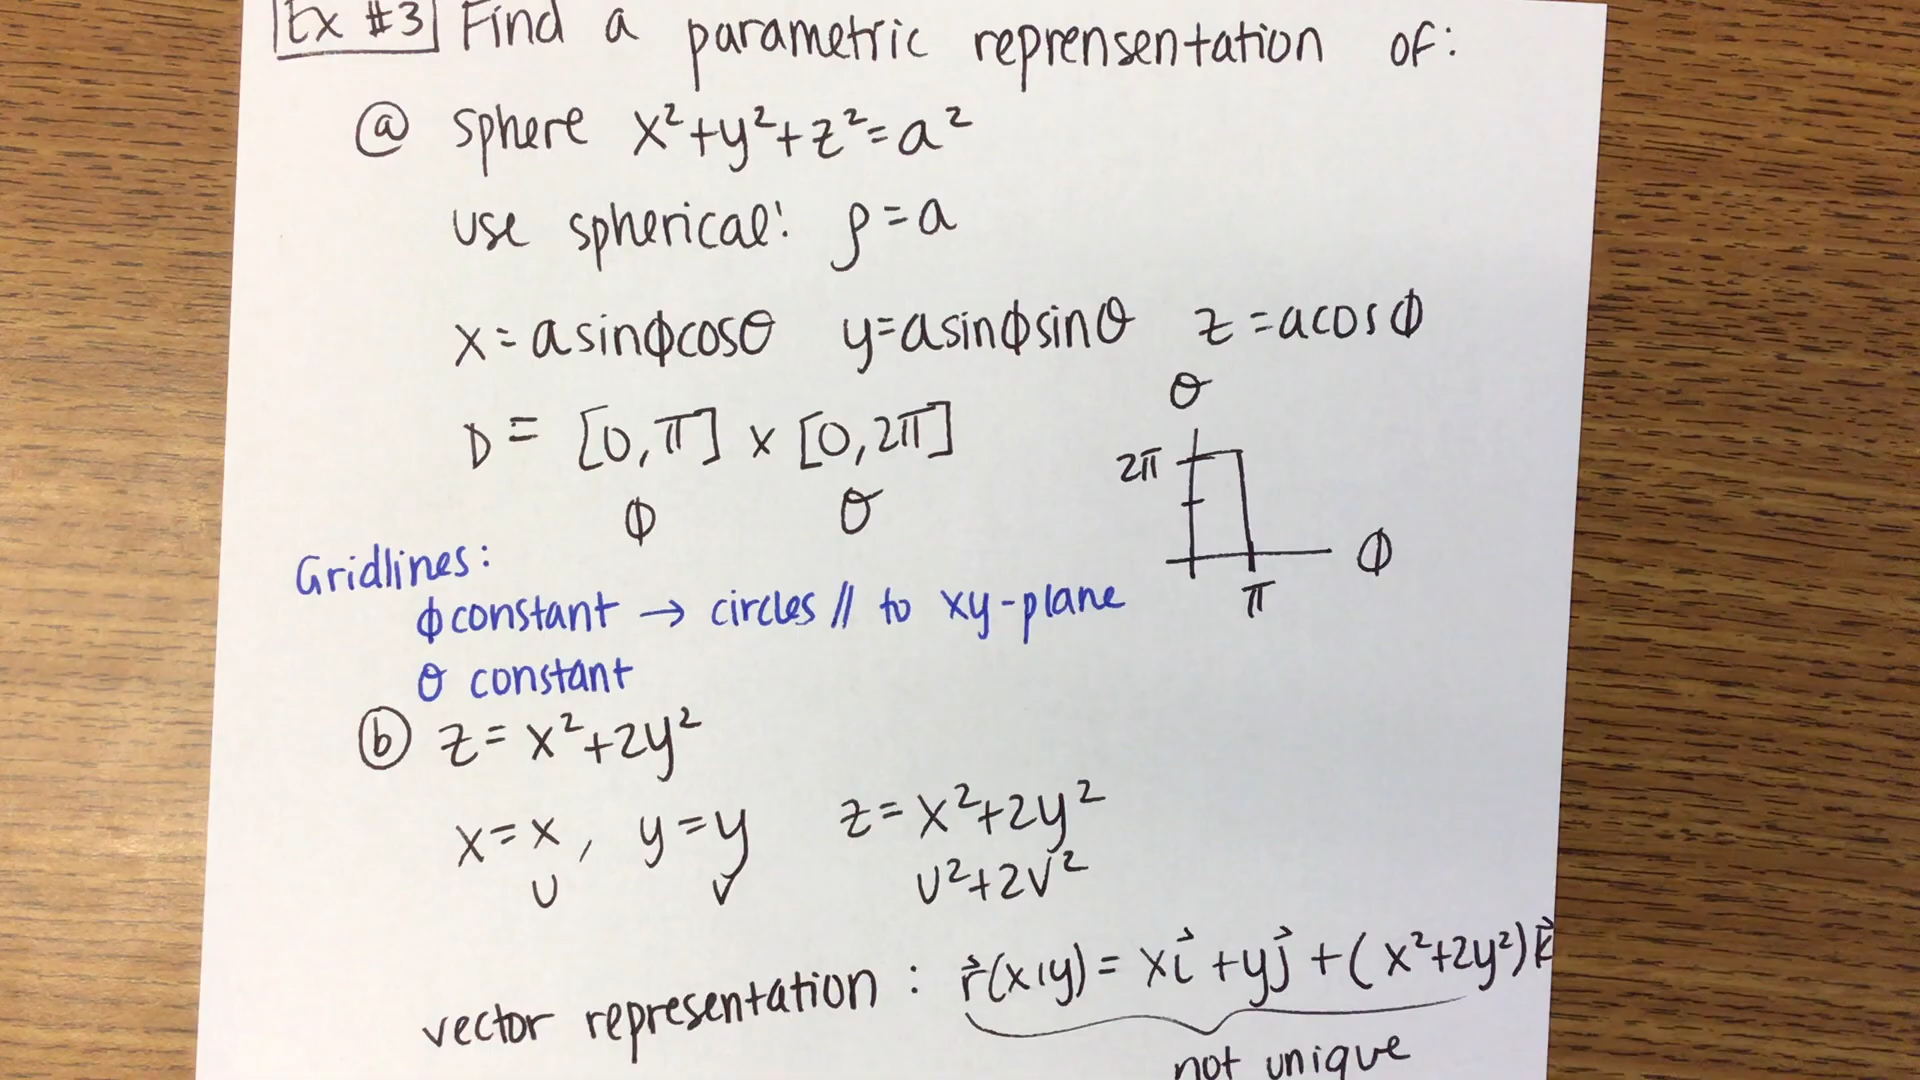 Ex #3 Find a parametric reprensentation of:
ⓐ sphere x²+y²+z²=a²
use spherical: ρ=a
x=asinϕcosθ y=asinϕsinθ z=acosϕ
D = [0,π] x [0,2π]
ϕ θ
θ
2π
ϕ
π
Gridlines:
ϕ constant → circles // to xy-plane
θ constant
ⓑ z=x²+2y²
x=x, y=y z=x²+2y²
u v u²+2v²
vector representation: r⃗(x,y)= xi⃗+yj⃗+(x²+2y²)k⃗
not unique